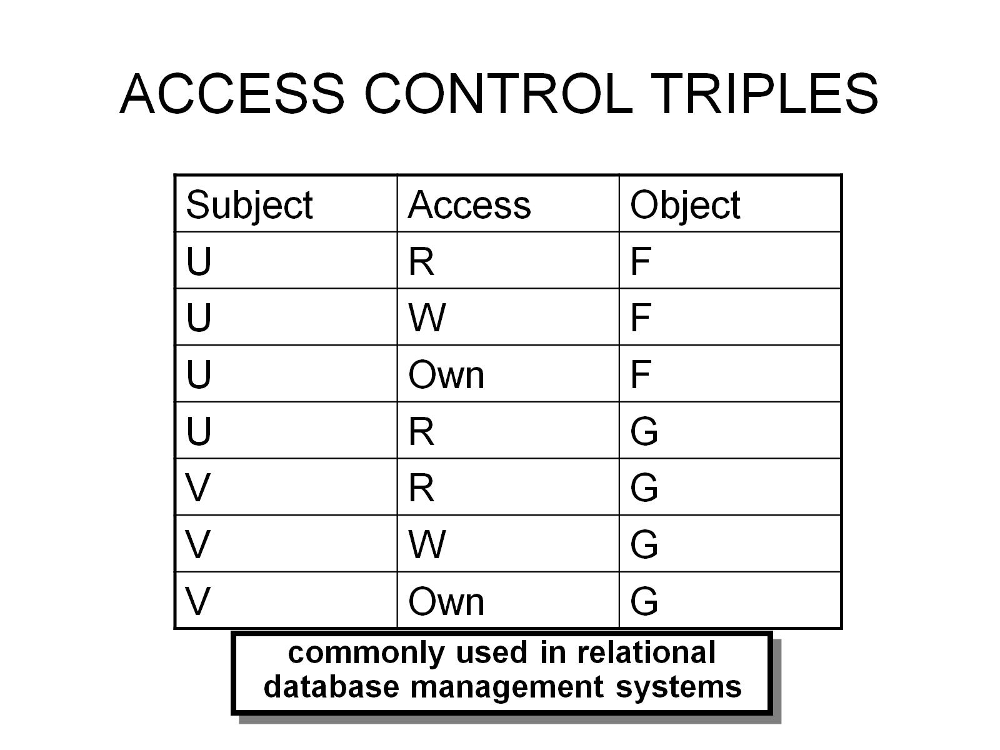 ACCESS CONTROL TRIPLES
Subject Access Object
U R F
U W F
U Own F
U R G
V R G
V W G
V Own G
commonly used in relational
database management systems